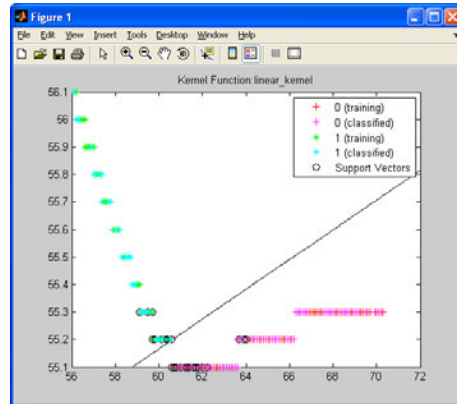 Figure 1
File Edit View Insert Tools Desktop Window Help
Kernel Function:linear_kernel
56.1
56
55.9
55.8
55.7
55.6
55.5
55.4
55.3
55.2
55.1
0 (training)
0 (classified)
1 (training)
1 (classified)
Support Vectors
56 58 60 62 64 66 68 70 72